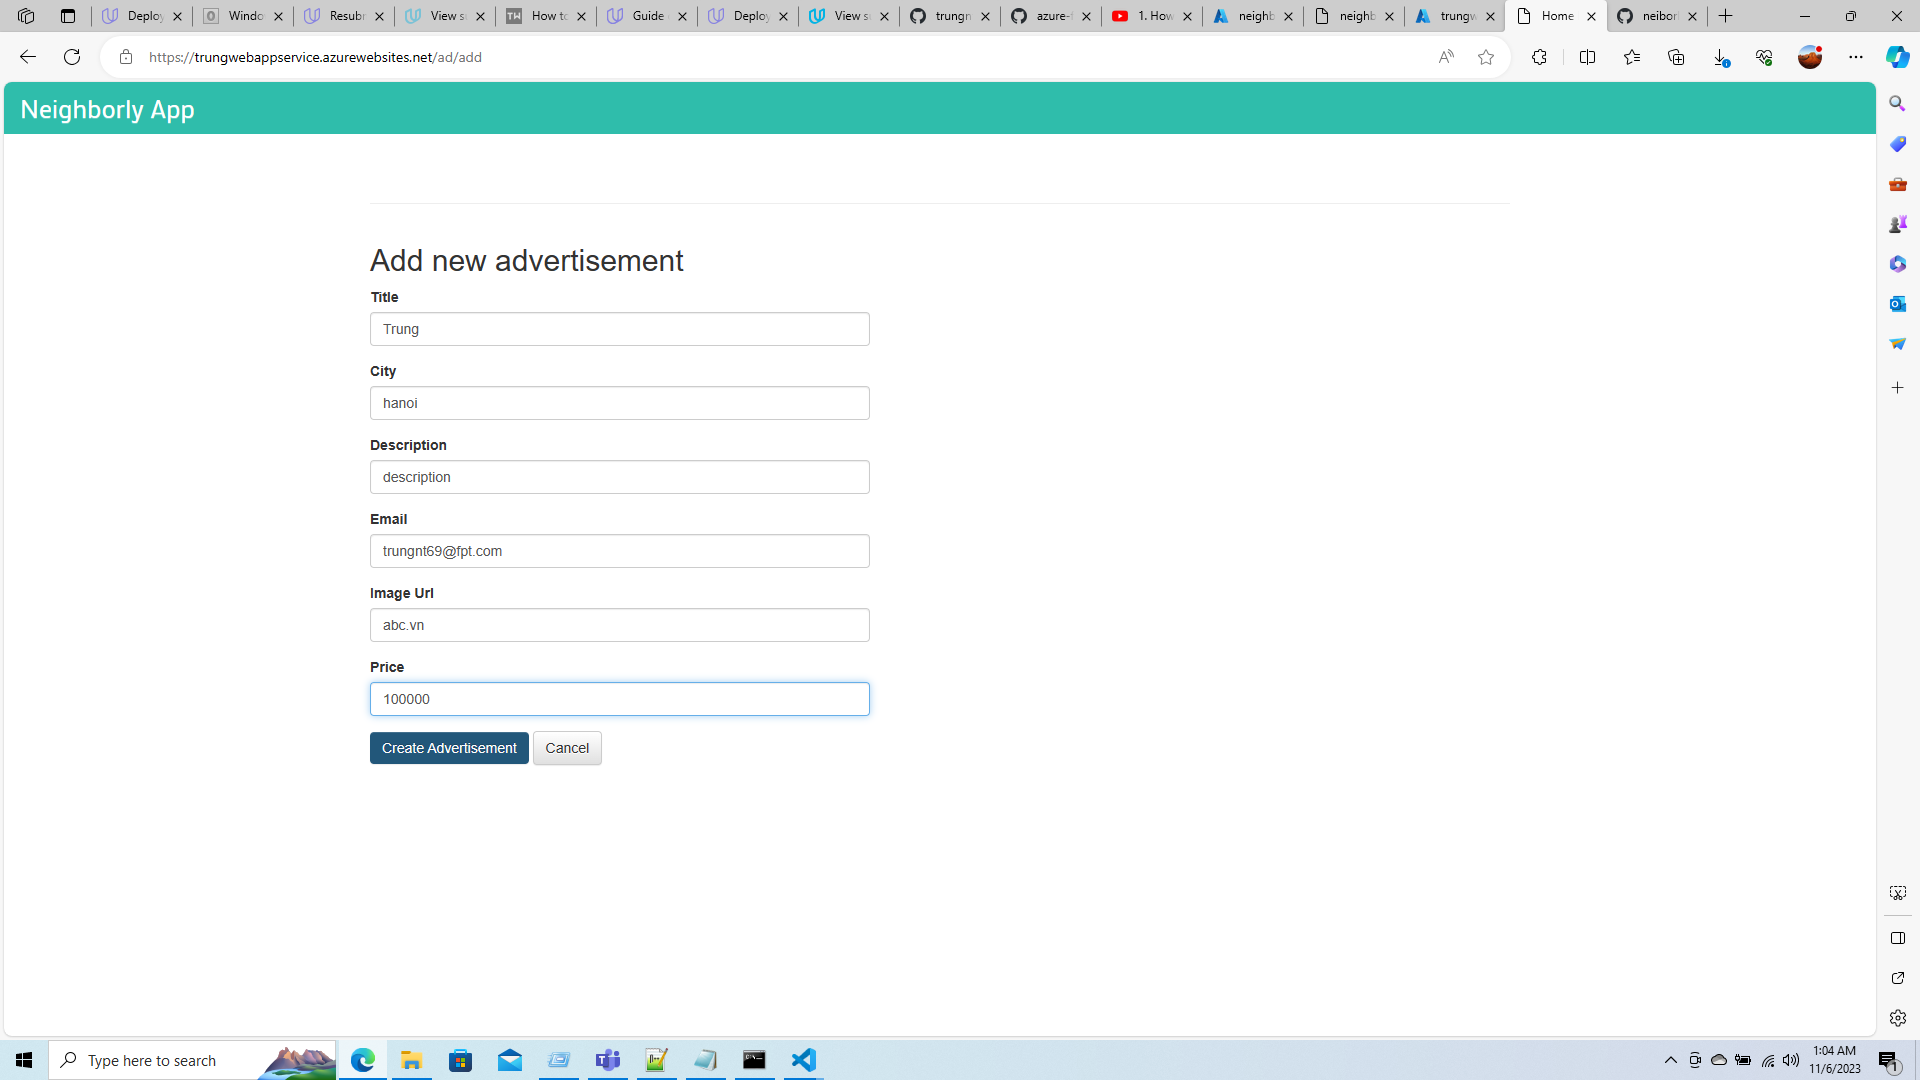 Deploy
Windo
Resubr
View s
How to
Guide
Deploy
View s
trungn
azure-
1. How
neighb
neighb
trungw
Home
neibor
https://trungwebappservice.azurewebsites.net/ad/add
Neighborly App
Add new advertisement
Title
Trung
City
hanoi
Description
description
Email
trungnt69@fpt.com
Image Url
abc.vn
Price
100000
Create Advertisement Cancel
Type here to search
1:04 AM
11/6/2023
1